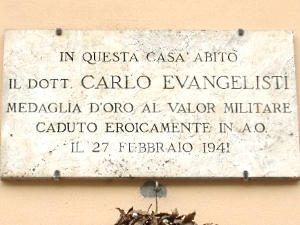 IN QUESTA CASA ABITÒ
IL DOTT. CARLO EVANGELISTI
MEDAGLIA D'ORO AL VALOR MILITARE
CADUTO EROICAMENTE IN A.O.
IL 27 FEBBRAIO 1941